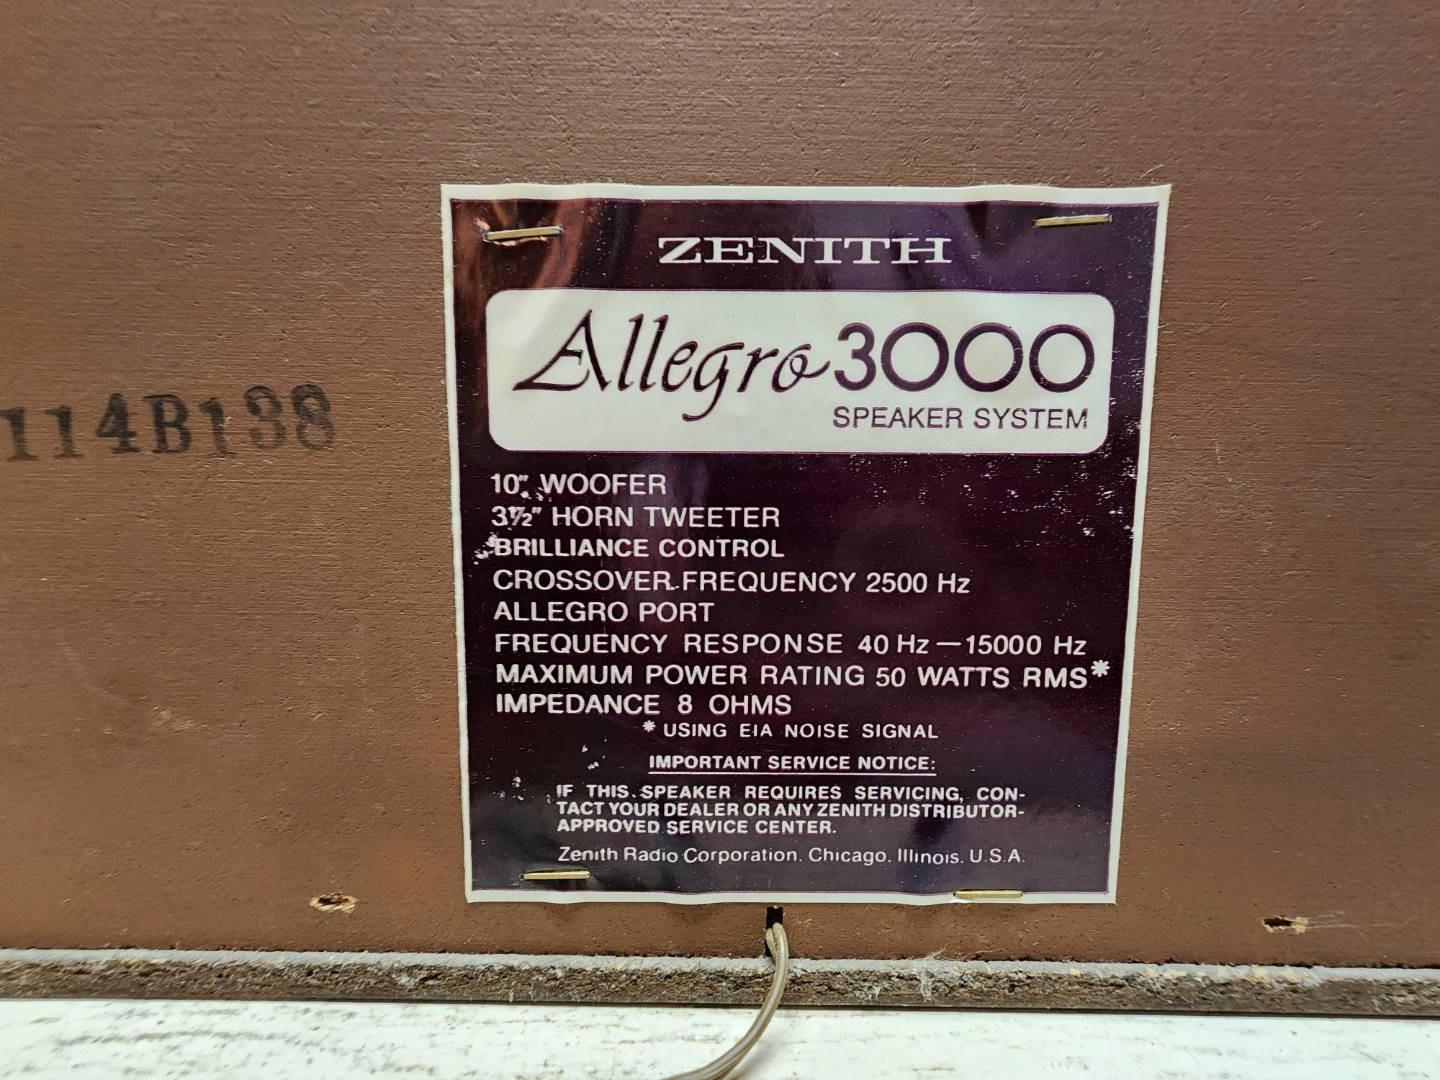 114B138
ZENITH
Allegro 3000
SPEAKER SYSTEM
10" WOOFER
3½" HORN TWEETER
BRILLIANCE CONTROL
CROSSOVER FREQUENCY 2500 Hz
ALLEGRO PORT
FREQUENCY RESPONSE 40 Hz — 15000 Hz
MAXIMUM POWER RATING 50 WATTS RMS*
IMPEDANCE 8 OHMS
* USING EIA NOISE SIGNAL
IMPORTANT SERVICE NOTICE:
IF THIS SPEAKER REQUIRES SERVICING, CON-
TACT YOUR DEALER OR ANY ZENITH DISTRIBUTOR-
APPROVED SERVICE CENTER.
Zenith Radio Corporation. Chicago. Illinois. U.S.A.